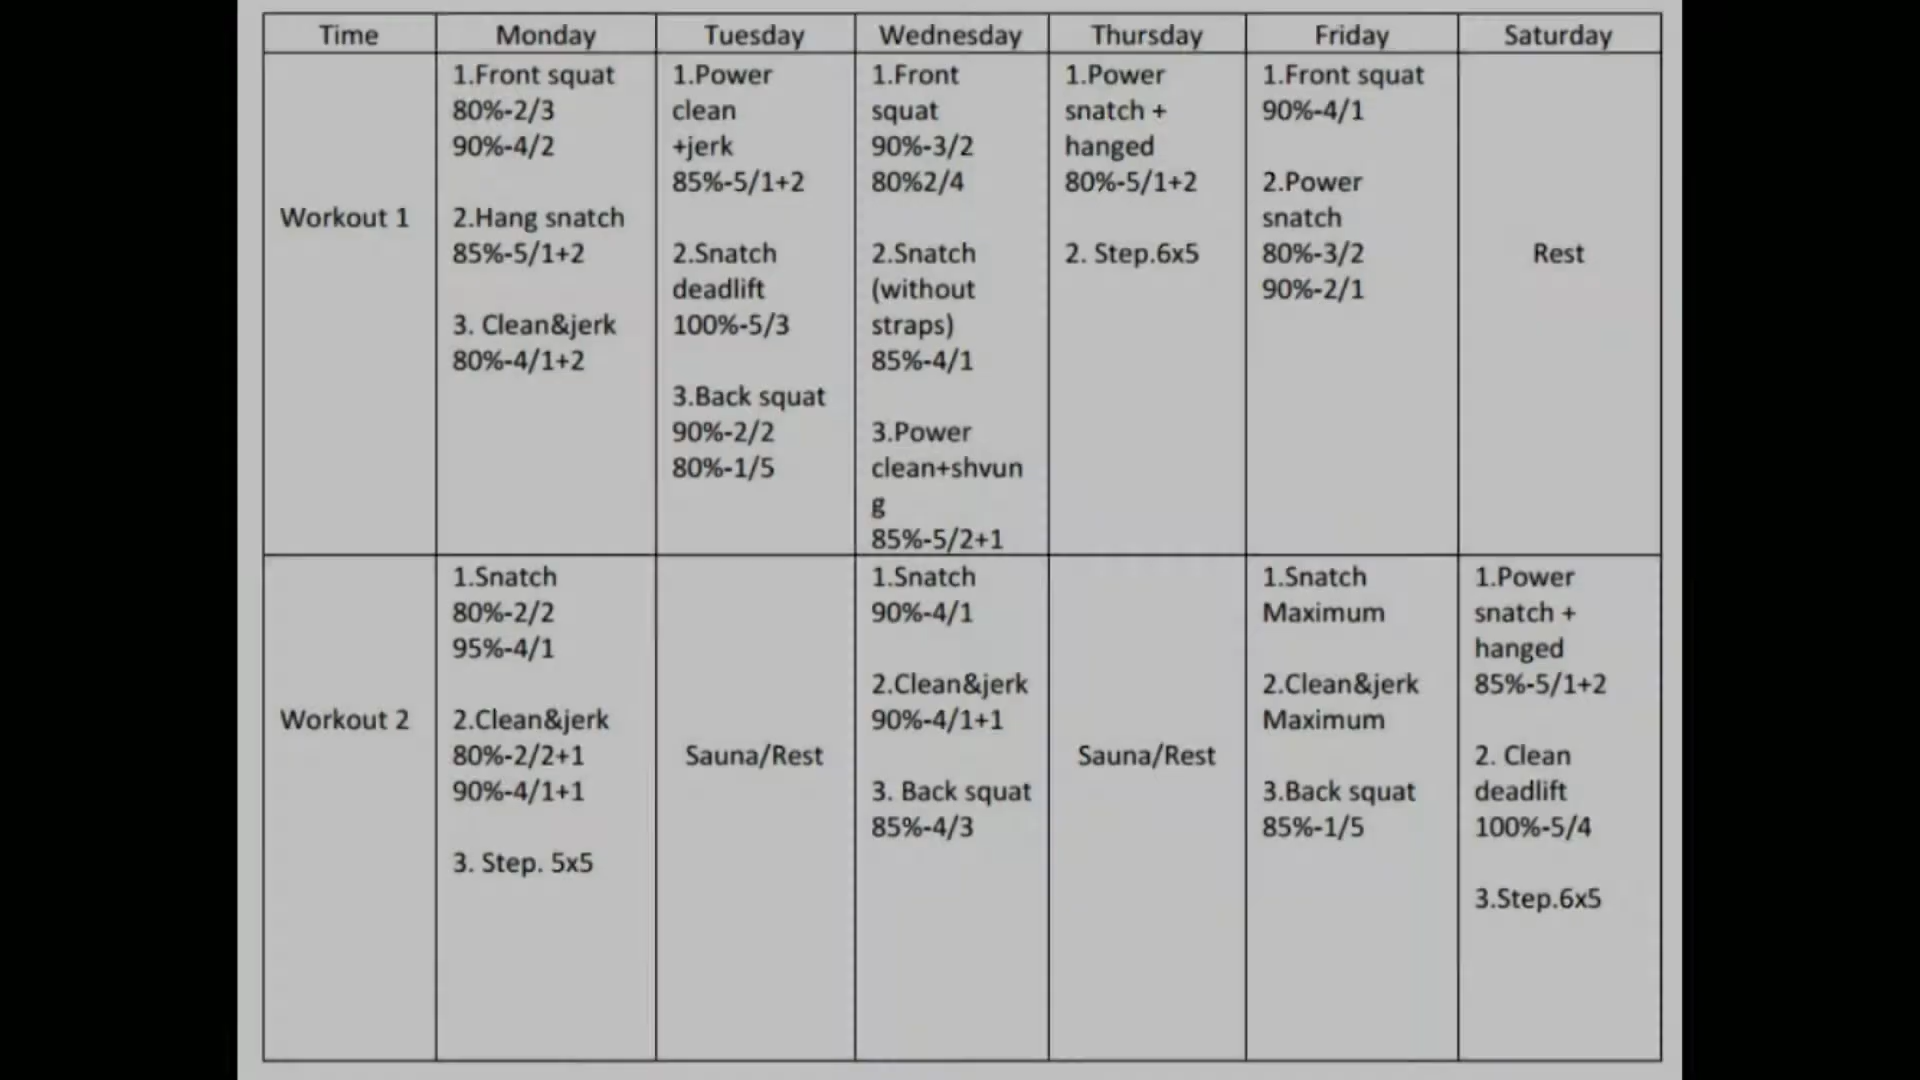 Time
Monday
Tuesday
Wednesday
Thursday
Friday
Saturday
Workout 1
1.Front squat
80%-2/3
90%-4/2
2.Hang snatch
85%-5/1+2
3. Clean&jerk
80%-4/1+2
1.Power
clean
+jerk
85%-5/1+2
2.Snatch
deadlift
100%-5/3
3.Back squat
90%-2/2
80%-1/5
1.Front
squat
90%-3/2
80%2/4
2.Snatch
(without
straps)
85%-4/1
3.Power
clean+shvun
g
85%-5/2+1
1.Power
snatch +
hanged
80%-5/1+2
2. Step.6x5
1.Front squat
90%-4/1
2.Power
snatch
80%-3/2
90%-2/1
Rest
Workout 2
1.Snatch
80%-2/2
95%-4/1
2.Clean&jerk
80%-2/2+1
90%-4/1+1
3. Step. 5x5
Sauna/Rest
1.Snatch
90%-4/1
2.Clean&jerk
90%-4/1+1
3. Back squat
85%-4/3
Sauna/Rest
1.Snatch
Maximum
2.Clean&jerk
Maximum
3.Back squat
85%-1/5
1.Power
snatch +
hanged
85%-5/1+2
2. Clean
deadlift
100%-5/4
3.Step.6x5